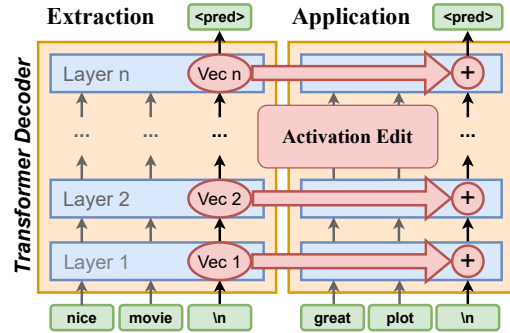 Extraction
Application
<pred>
<pred>
Transformer Decoder
Layer n
Vec n
+
...
...
...
...
Activation Edit
Layer 2
Vec 2
+
Layer 1
Vec 1
+
nice
movie
\n
great
plot
\n